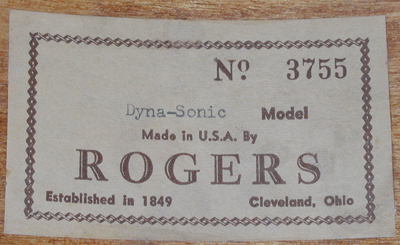 Nº 3755
Dyna-Sonic Model
Made in U.S.A. By
ROGERS
Established in 1849 Cleveland, Ohio